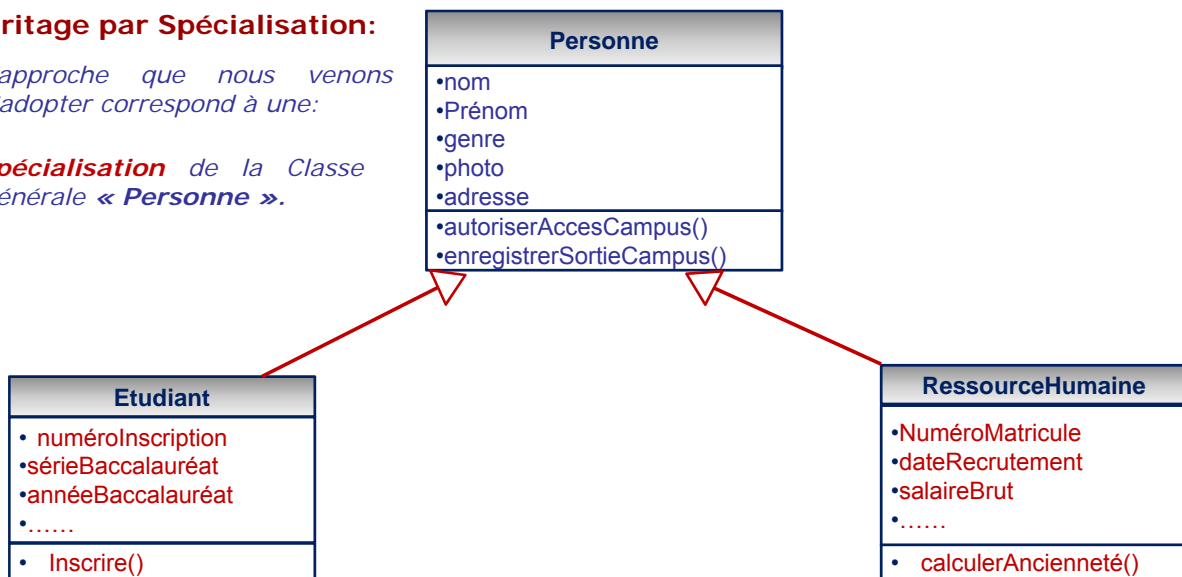 ritage par Spécialisation:
approche que nous venons
'adopter correspond à une:
pécialisation de la Classe
énérale « Personne ».
Personne
•nom
•Prénom
•genre
•photo
•adresse
•autoriserAccesCampus()
•enregistrerSortieCampus()
Etudiant
• numéroInscription
•sérieBaccalauréat
•annéeBaccalauréat
•......
• Inscrire()
RessourceHumaine
•NuméroMatricule
•dateRecrutement
•salaireBrut
•......
• calculerAncienneté()